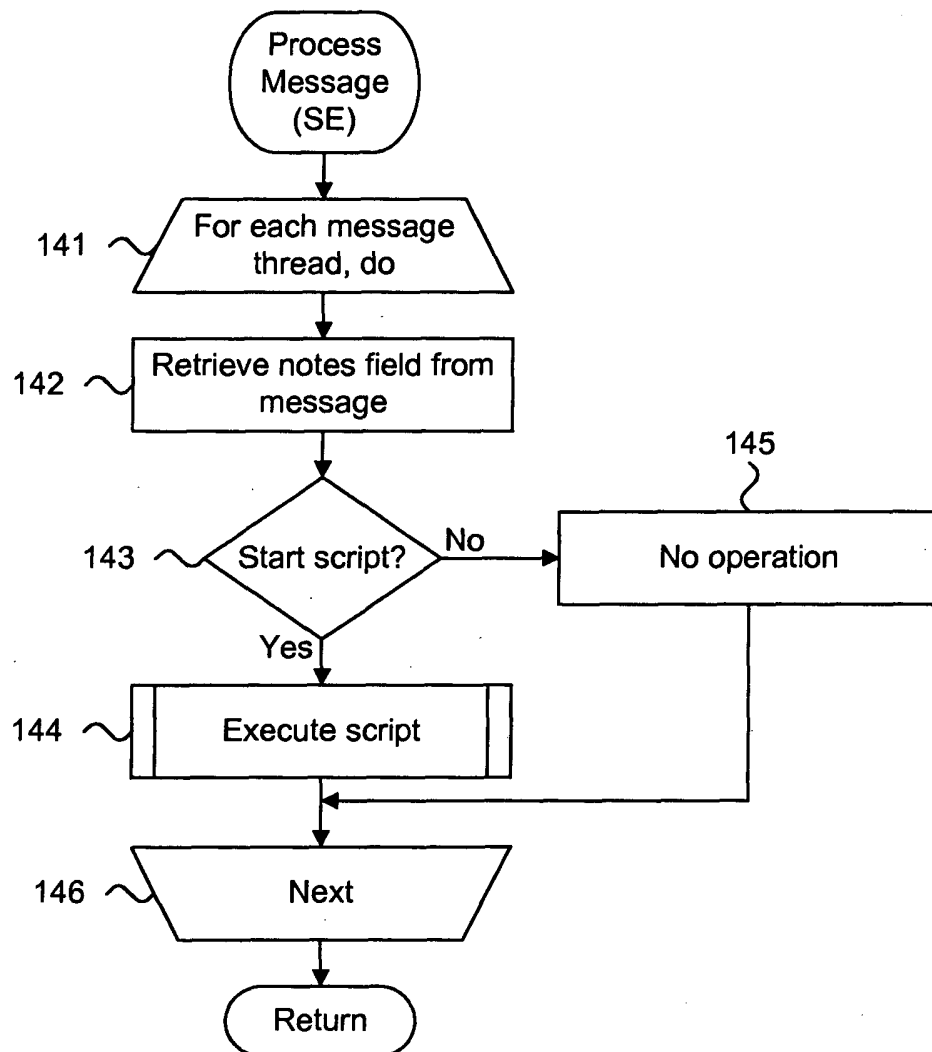 Process
Message
(SE)
141
For each message
thread, do
142
Retrieve notes field from
message
145
143
Start script?
No
No operation
Yes
144
Execute script
146
Next
Return